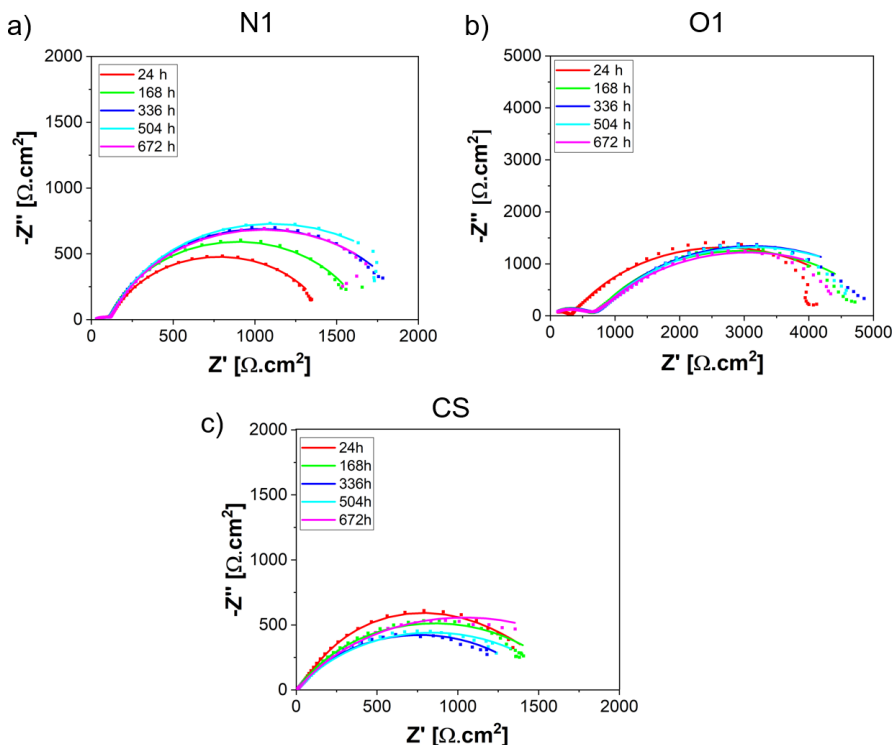 a)
N1
-Z" [Ω.cm²]
2000
1500
1000
500
0
24 h
168 h
336 h
504 h
672 h
0 500 1000 1500 2000
Z' [Ω.cm²]
b)
O1
-Z" [Ω.cm²]
5000
4000
3000
2000
1000
0
24 h
168 h
336 h
504 h
672 h
0 1000 2000 3000 4000 5000
Z' [Ω.cm²]
c)
CS
-Z" [Ω.cm²]
2000
1500
1000
500
0
24h
168h
336h
504h
672h
0 500 1000 1500 2000
Z' [Ω.cm²]